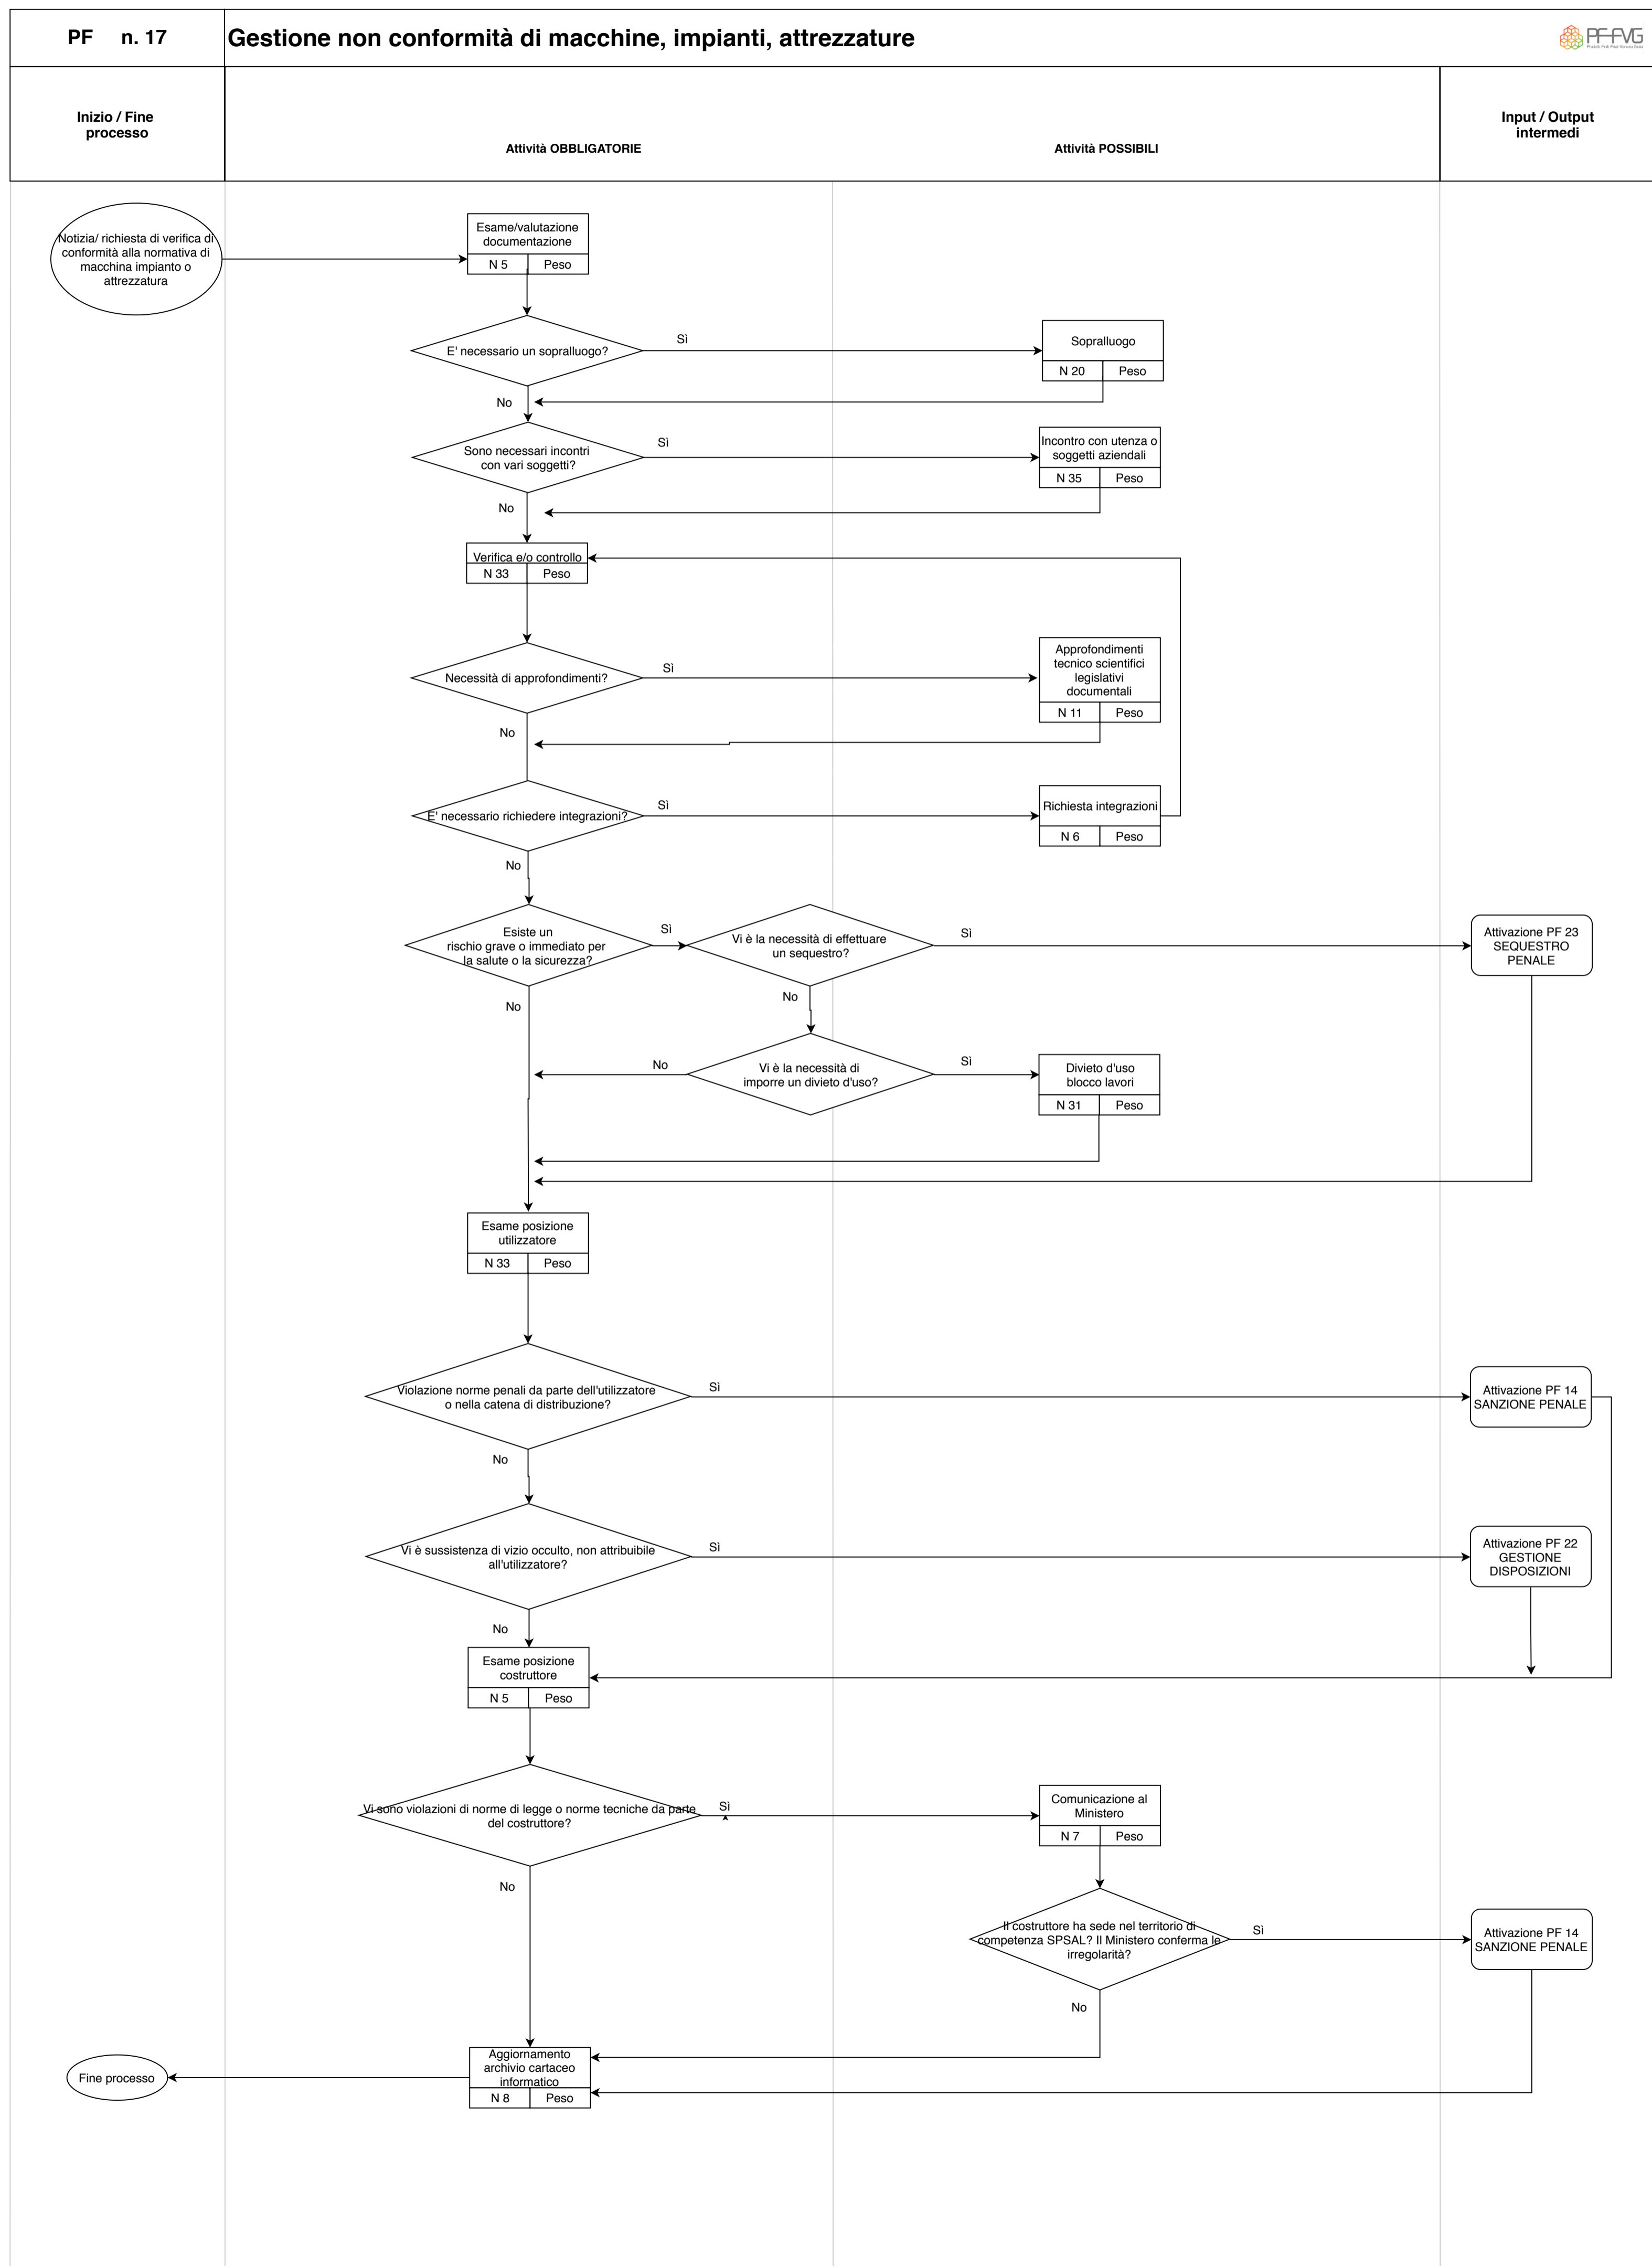 PF n. 17
Gestione non conformità di macchine, impianti, attrezzature
PF-FVG
Inizio / Fine
processo
Attività OBBLIGATORIE
Attività POSSIBILI
Input / Output
intermedi
Notizia/ richiesta di verifica di
conformità alla normativa di
macchina impianto o
attrezzatura
Esame/valutazione
documentazione
N 5 Peso
E' necessario un sopralluogo?
Sì
Sopralluogo
N 20 Peso
No
Sono necessari incontri
con vari soggetti?
Sì
Incontro con utenza o
soggetti aziendali
N 35 Peso
No
Verifica e/o controllo
N 33 Peso
Necessità di approfondimenti?
Sì
Approfondimenti
tecnico scientifici
legislativi
documentali
N 11 Peso
No
E' necessario richiedere integrazioni?
Sì
Richiesta integrazioni
N 6 Peso
No
Esiste un
rischio grave o immediato per
la salute o la sicurezza?
Sì
Vi è la necessità di effettuare
un sequestro?
Sì
Attivazione PF 23
SEQUESTRO
PENALE
No
No
Vi è la necessità di
imporre un divieto d'uso?
No
Sì
Divieto d'uso
blocco lavori
N 31 Peso
Esame posizione
utilizzatore
N 33 Peso
Violazione norme penali da parte dell'utilizzatore
o nella catena di distribuzione?
Sì
Attivazione PF 14
SANZIONE PENALE
No
Vi è sussistenza di vizio occulto, non attribuibile
all'utilizzatore?
Sì
Attivazione PF 22
GESTIONE
DISPOSIZIONI
No
Esame posizione
costruttore
N 5 Peso
Vi sono violazioni di norme di legge o norme tecniche da parte
del costruttore?
Sì
Comunicazione al
Ministero
N 7 Peso
No
Il costruttore ha sede nel territorio di
competenza SPSAL? Il Ministero conferma le
irregolarità?
Sì
Attivazione PF 14
SANZIONE PENALE
No
Aggiornamento
archivio cartaceo
informatico
N 8 Peso
Fine processo